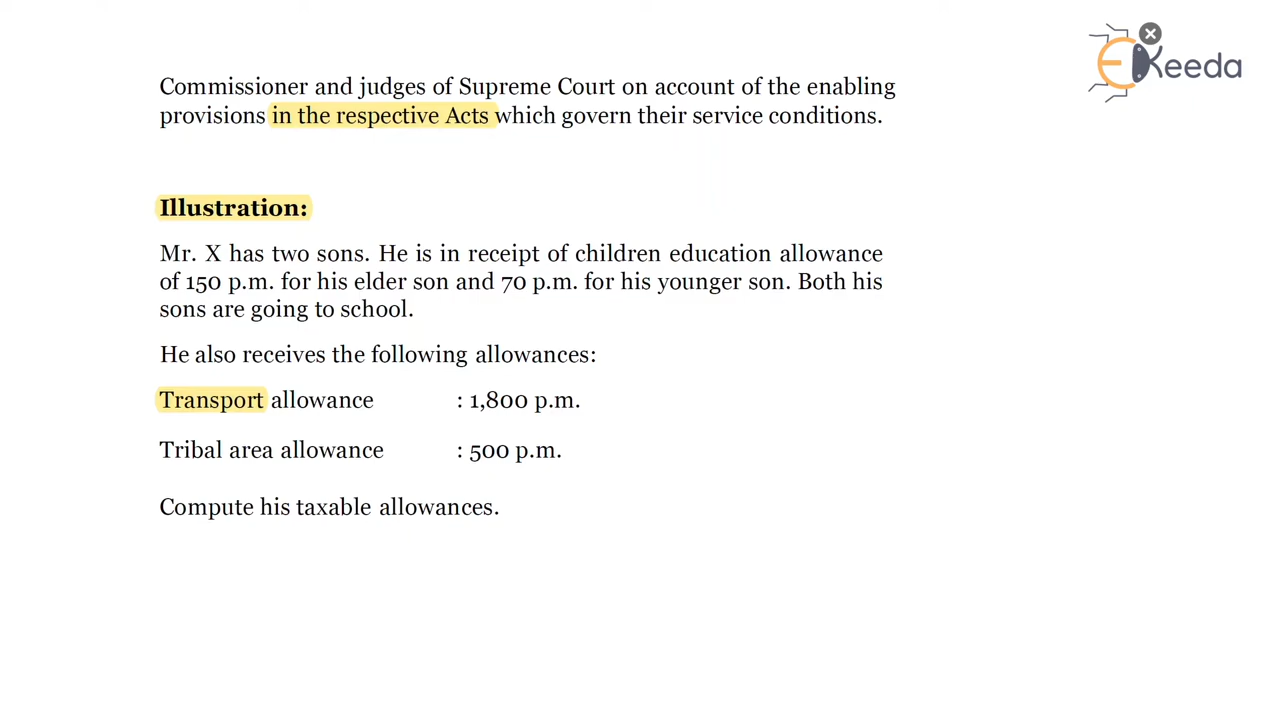 EKeeda
Commissioner and judges of Supreme Court on account of the enabling
provisions in the respective Acts which govern their service conditions.
Illustration:
Mr. X has two sons. He is in receipt of children education allowance
of 150 p.m. for his elder son and 70 p.m. for his younger son. Both his
sons are going to school.
He also receives the following allowances:
Transport allowance : 1,800 p.m.
Tribal area allowance : 500 p.m.
Compute his taxable allowances.